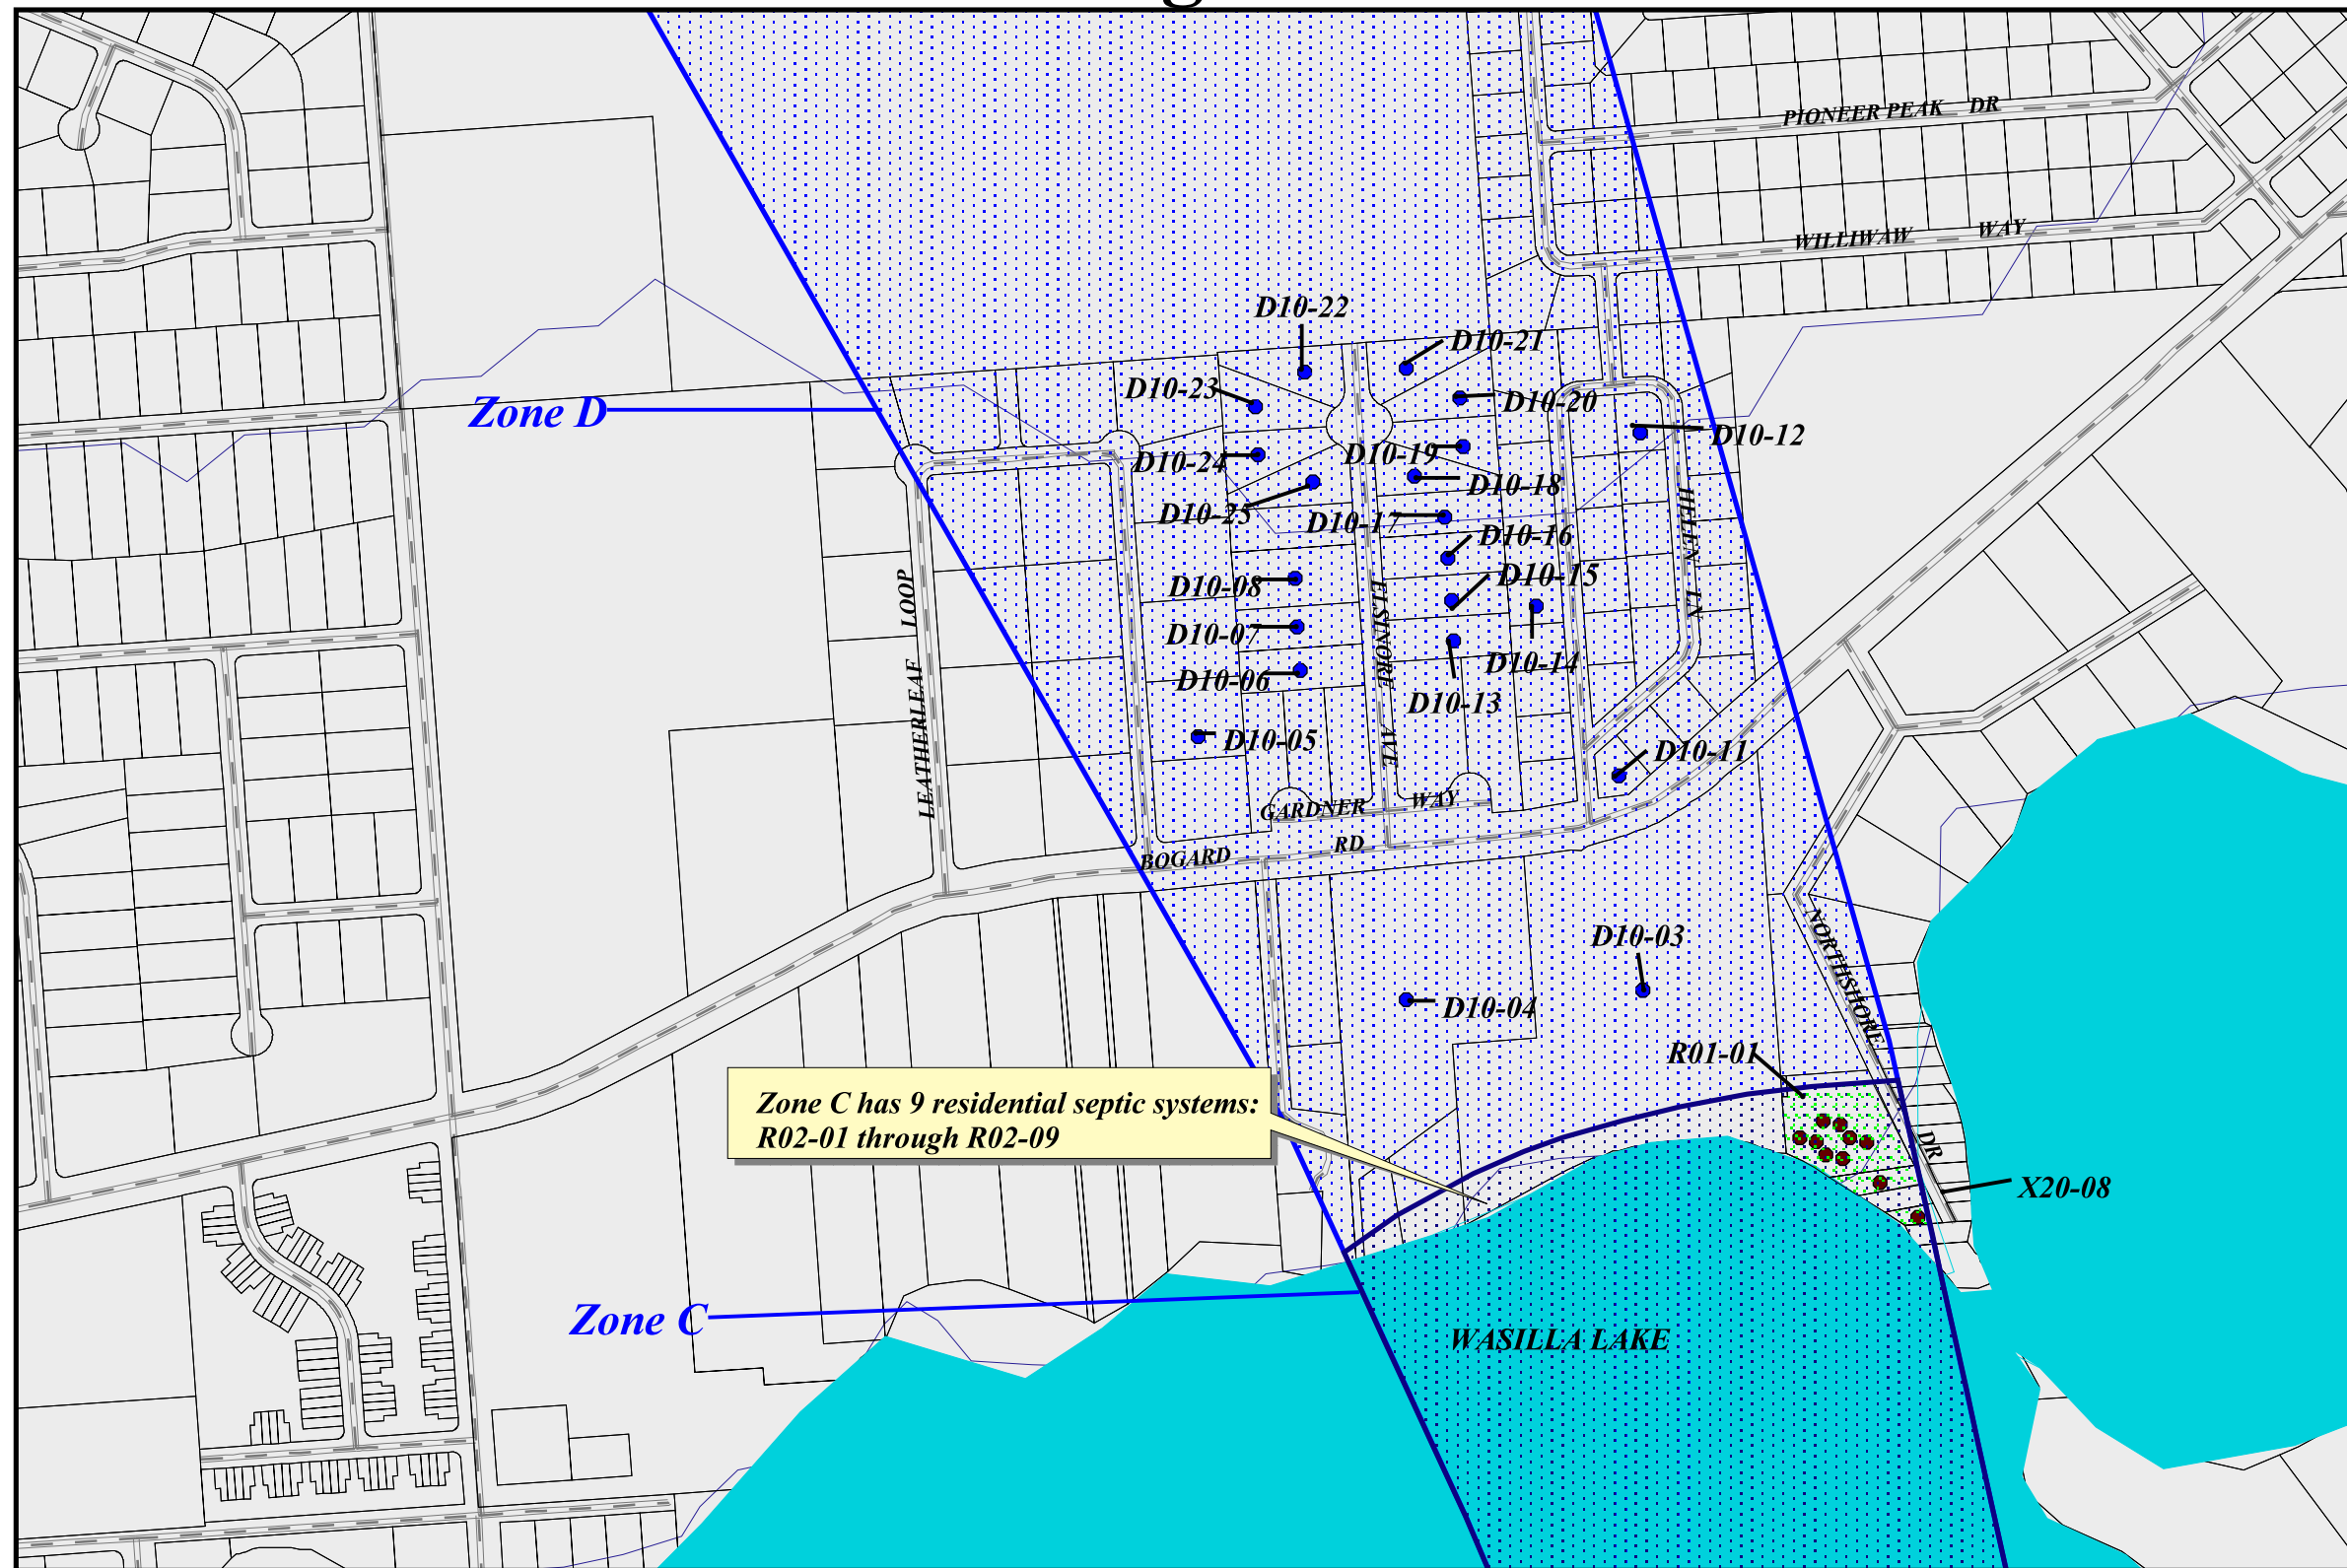 g
PIONEER PEAK DR
WILLIWAW WAY
D10-22
D10-21
D10-23
Zone D
D10-20
D10-12
D10-24
D10-19
D10-18
D10-25
D10-17
D10-16
HELEN LN
D10-08
D10-15
LEATHERLEAF LOOP
ELSINORE AVE
D10-07
D10-14
D10-06
D10-13
D10-05
D10-11
GARDNER WAY
BOGARD RD
D10-03
NORTHSHORE DR
D10-04
R01-01
Zone C has 9 residential septic systems:
R02-01 through R02-09
X20-08
Zone C
WASILLA LAKE